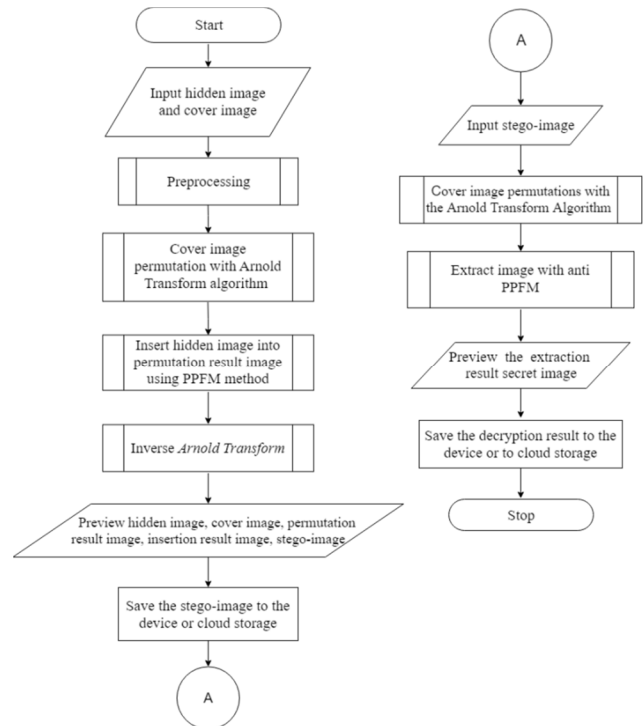 Start
Input hidden image
and cover image
Preprocessing
Cover image
permutation with Arnold
Transform algorithm
Insert hidden image into
permutation result image
using PPFM method
Inverse Arnold Transform
Preview hidden image, cover image, permutation
result image, insertion result image, stego-image
Save the stego-image to the
device or cloud storage
A
A
Input stego-image
Cover image permutations with
the Arnold Transform Algorithm
Extract image with anti
PPFM
Preview the extraction
result secret image
Save the decryption result to the
device or to cloud storage
Stop